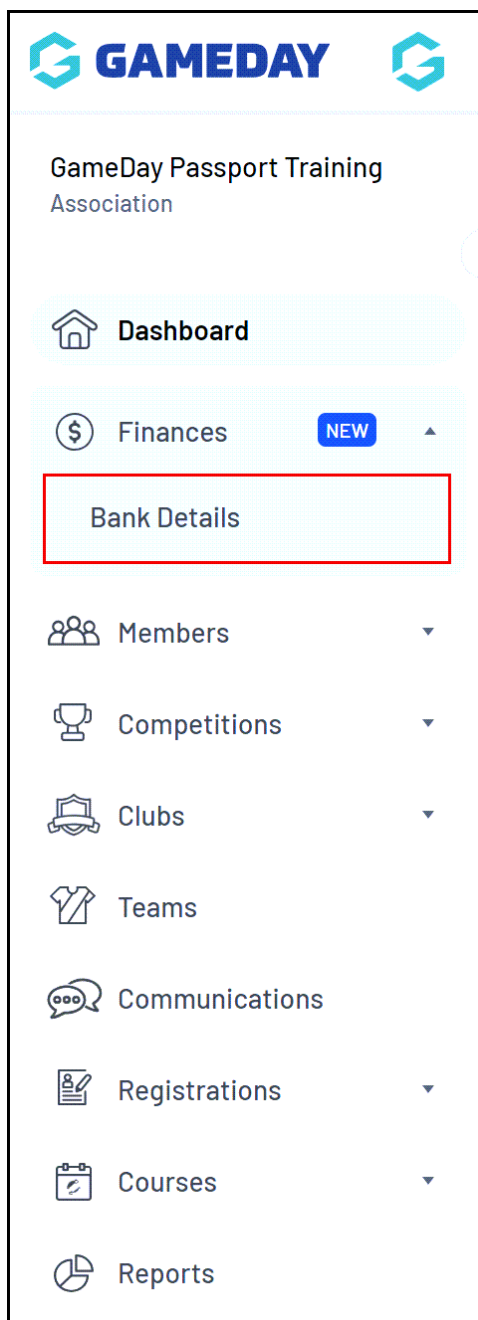 GAMEDAY
GameDay Passport Training
Association
Dashboard
Finances NEW
Bank Details
Members
Competitions
Clubs
Teams
Communications
Registrations
Courses
Reports